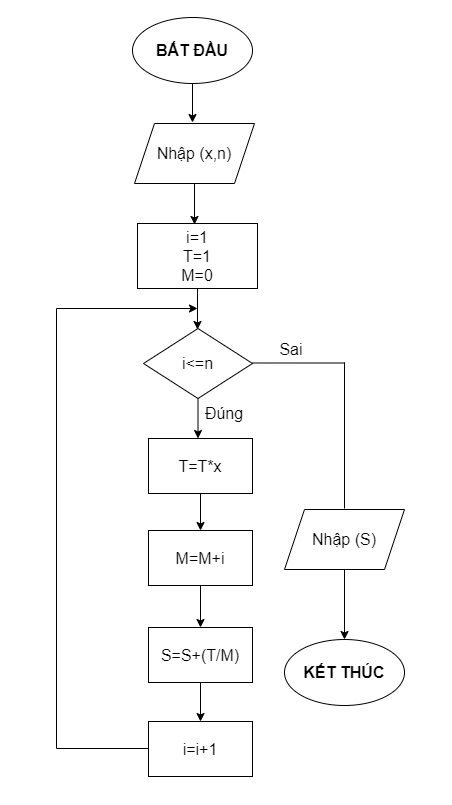 BẮT ĐẦU
Nhập (x,n)
i=1
T=1
M=0
i<=n
Sai
Đúng
T=T*x
M=M+i
Nhập (S)
S=S+(T/M)
KẾT THÚC
i=i+1